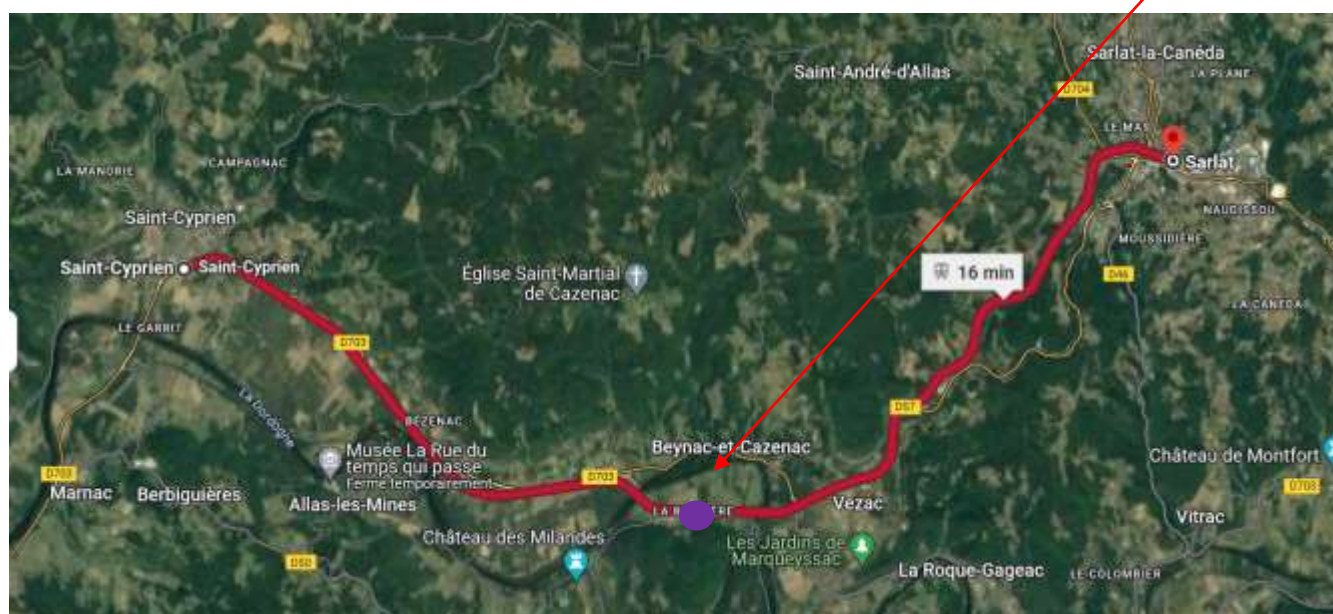 Sarlat-la-Canéda
LA PLANE
Saint-André-d'Allas
D704
LE MAS
Sarlat
LA MANORIE
CAMPAGNAC
NAUDISSOU
Saint-Cyprien
MOUSSIDIÈRE
Saint-Cyprien
Saint-Cyprien
Église Saint-Martial
de Cazenac
16 min
D46
LA CANÉDA
LE GARRIT
D703
La Dordogne
D57
BÉZENAC
Musée La Rue du
temps qui passe
Fermé temporairement
Beynac-et-Cazenac
Château de Montfort
D703
D703
D703
Marnac
Berbiguières
Allas-les-Mines
Vézac
Vitrac
Château des Milandes
Les Jardins de
Marqueyssac
D50
La Roque-Gageac
LE COLOMBIER